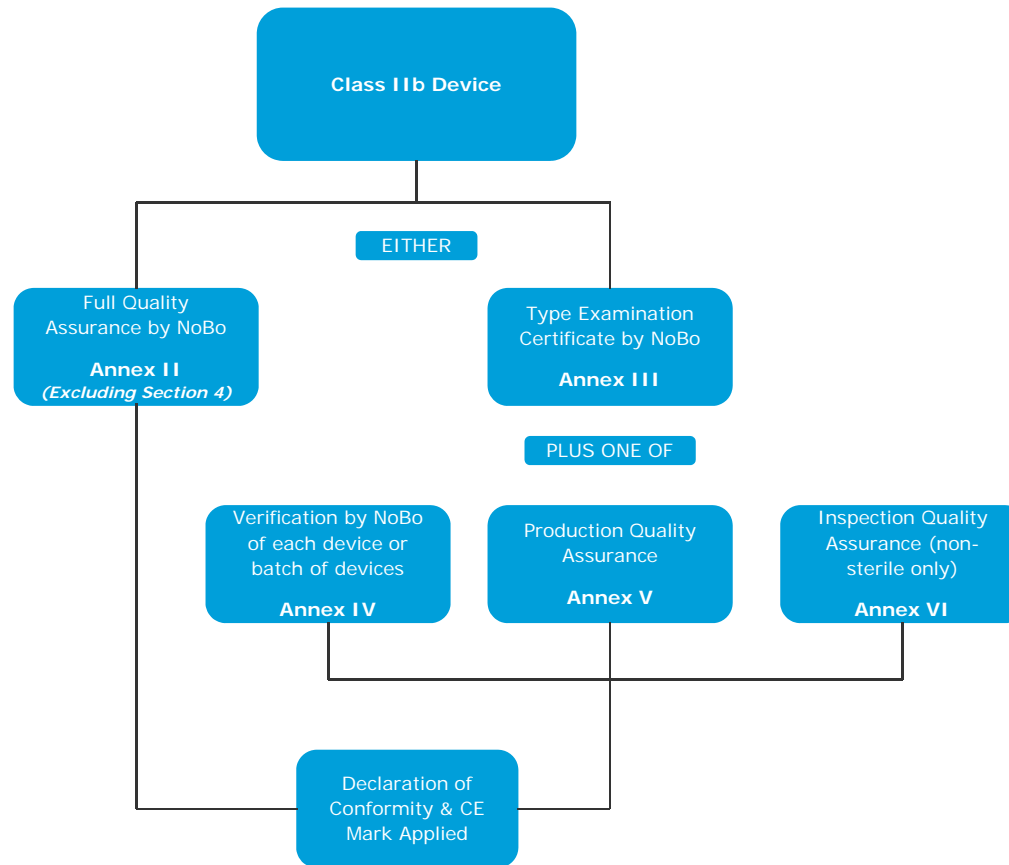 Class IIb Device
EITHER
Full Quality
Assurance by NoBo
Annex II
(Excluding Section 4)
Type Examination
Certificate by NoBo
Annex III
PLUS ONE OF
Verification by NoBo
of each device or
batch of devices
Annex IV
Production Quality
Assurance
Annex V
Inspection Quality
Assurance (non-
sterile only)
Annex VI
Declaration of
Conformity & CE
Mark Applied